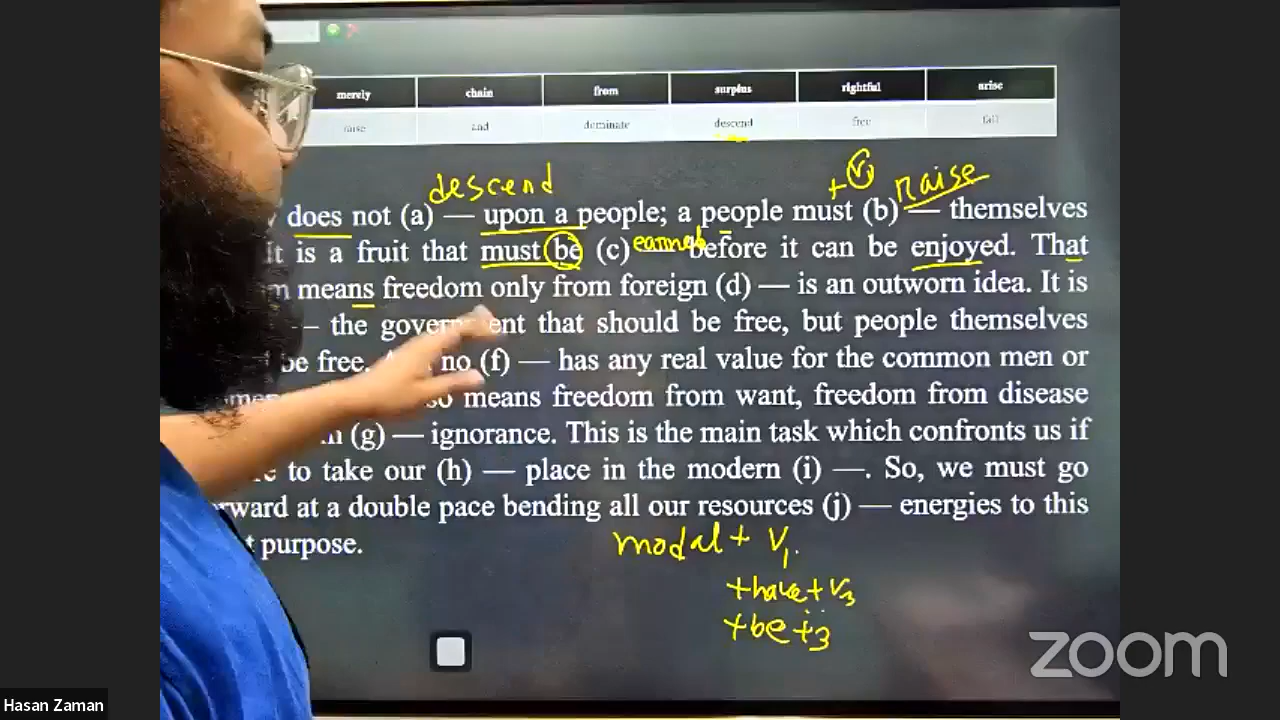 merely chain from surplus rightful arise
raise and dominate descend free fall
descend + V₁ raise
does not (a) — upon a people; a people must (b) — themselves
it is a fruit that must be (c) earned before it can be enjoyed. That
means freedom only from foreign (d) — is an outworn idea. It is
— the government that should be free, but people themselves
be free. no (f) — has any real value for the common men or
so means freedom from want, freedom from disease
(g) — ignorance. This is the main task which confronts us if
to take our (h) — place in the modern (i) —. So, we must go
at a double pace bending all our resources (j) — energies to this
purpose.
modal + V₁.
+have+V₃
+be+3
zoom
Hasan Zaman